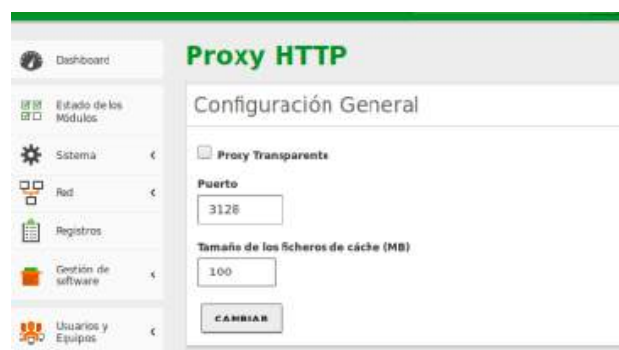 Dashboard
Proxy HTTP
Estado de los
Módulos
Configuración General
Sistema
Proxy Transparente
Red
Puerto
3128
Registros
Tamaño de los ficheros de cáche (MB)
Gestión de
software
100
Usuarios y
Equipos
CAMBIAR